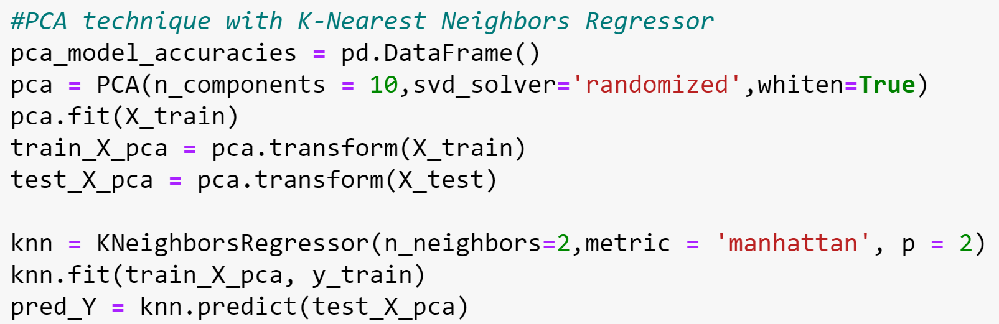 #PCA technique with K-Nearest Neighbors Regressor
pca_model_accuracies = pd.DataFrame()
pca = PCA(n_components = 10,svd_solver='randomized',whiten=True)
pca.fit(X_train)
train_X_pca = pca.transform(X_train)
test_X_pca = pca.transform(X_test)
knn = KNeighborsRegressor(n_neighbors=2,metric = 'manhattan', p = 2)
knn.fit(train_X_pca, y_train)
pred_Y = knn.predict(test_X_pca)